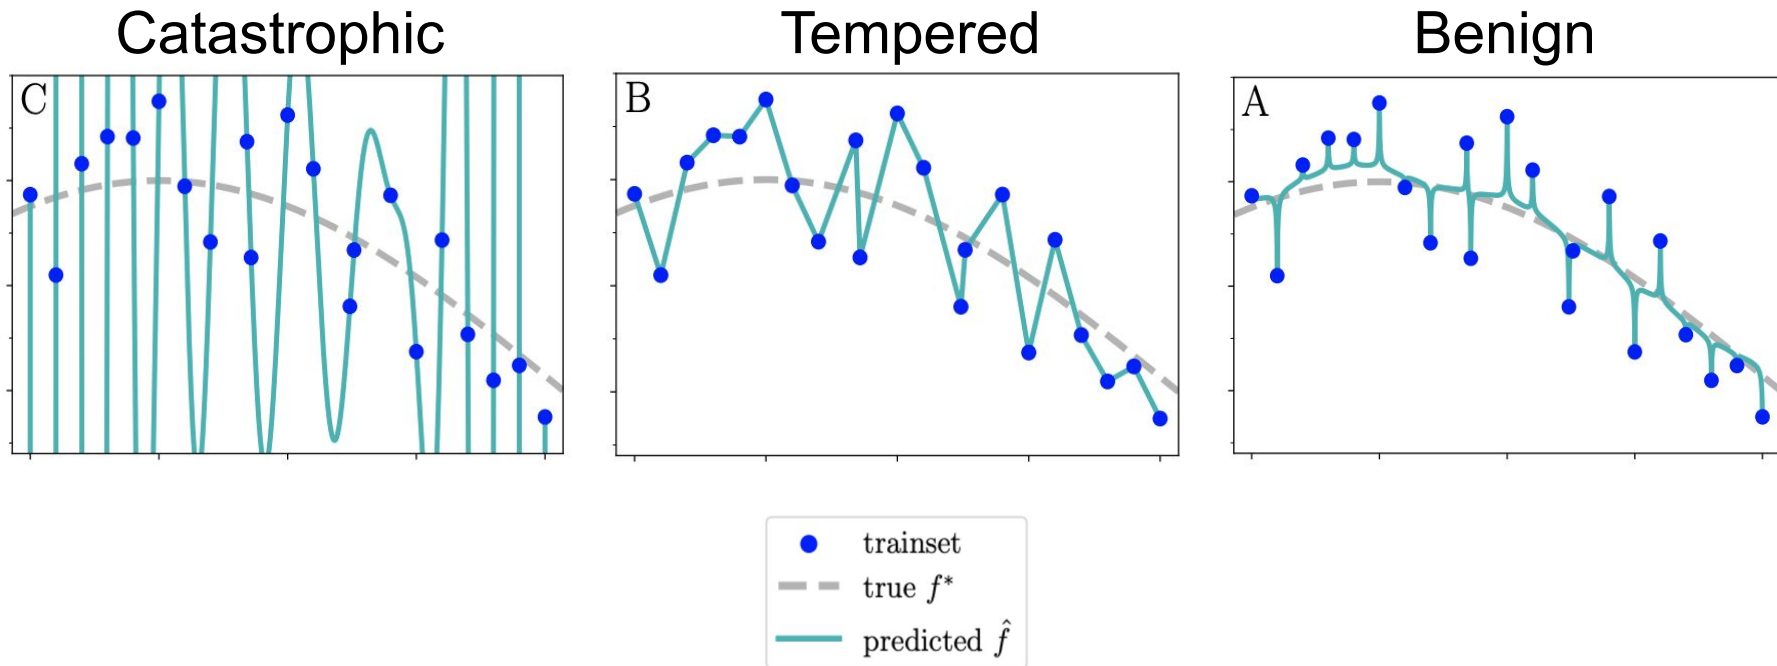 Catastrophic
Tempered
Benign
C
B
A
trainset
true f*
predicted f̂